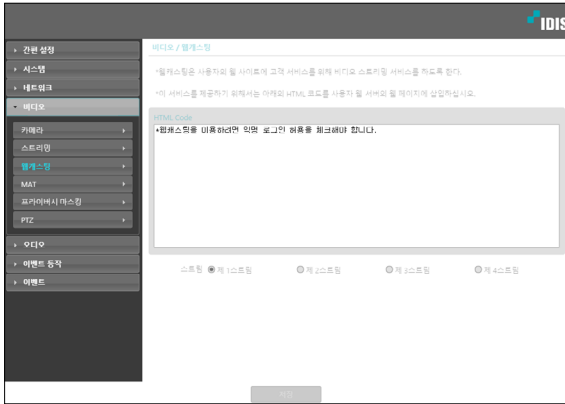 IDIS
간편 설정
시스템
네트워크
비디오
카메라
스트리밍
웹캐스팅
MAT
프라이버시 마스킹
PTZ
오디오
이벤트 동작
이벤트
비디오 / 웹캐스팅
*웹캐스팅은 사용자의 웹 사이트에 고객 서비스를 위해 비디오 스트리밍 서비스를 하도록 한다.
*이 서비스를 제공하기 위해서는 아래의 HTML 코드를 사용자 웹 서버의 웹 페이지에 삽입하십시오.
HTML Code
*웹캐스팅을 이용하려면 익명 로그인 허용을 체크해야 합니다.
스트림 제 1스트림 제 2스트림 제 3스트림 제 4스트림
저장